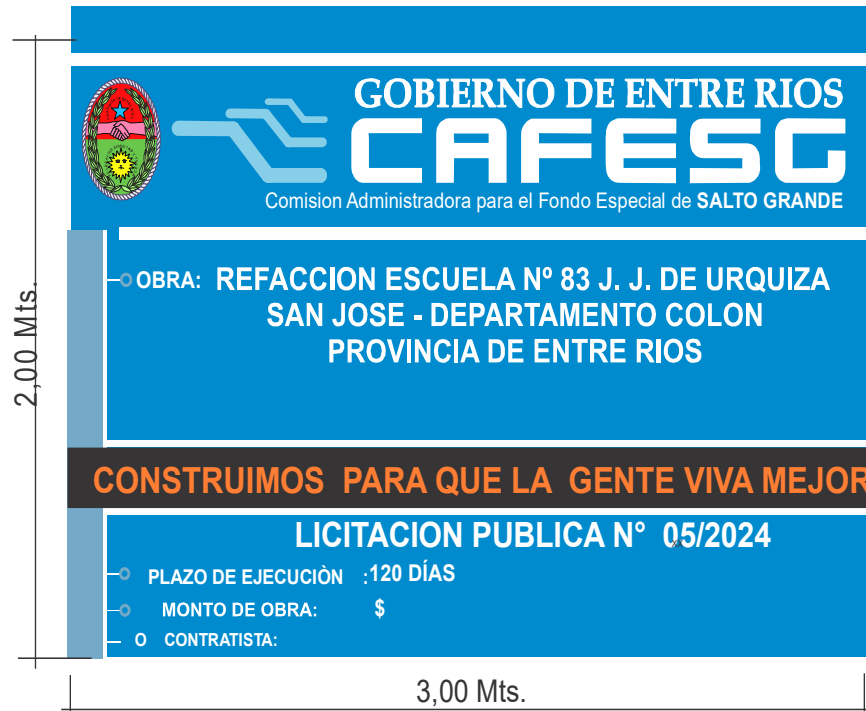 GOBIERNO DE ENTRE RIOS
CAFESG
Comision Administradora para el Fondo Especial de SALTO GRANDE
OBRA: REFACCION ESCUELA Nº 83 J. J. DE URQUIZA
SAN JOSE - DEPARTAMENTO COLON
PROVINCIA DE ENTRE RIOS
2,00 Mts.
CONSTRUIMOS PARA QUE LA GENTE VIVA MEJOR
LICITACION PUBLICA N° 05/2024
PLAZO DE EJECUCIÒN :120 DÍAS
MONTO DE OBRA: $
O CONTRATISTA:
3,00 Mts.